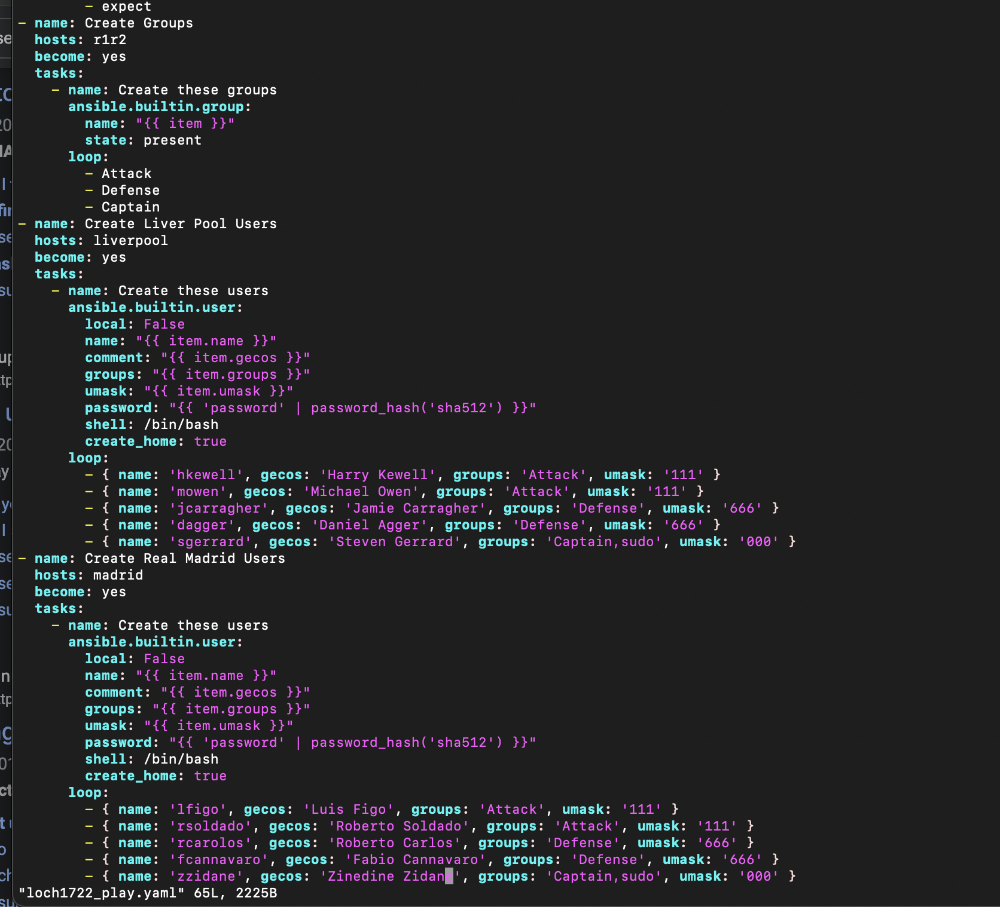 - expect
- name: Create Groups
  hosts: r1r2
  become: yes
  tasks:
    - name: Create these groups
      ansible.builtin.group:
        name: "{{ item }}"
        state: present
      loop:
        - Attack
        - Defense
        - Captain
- name: Create Liver Pool Users
  hosts: liverpool
  become: yes
  tasks:
    - name: Create these users
      ansible.builtin.user:
        local: False
        name: "{{ item.name }}"
        comment: "{{ item.gecos }}"
        groups: "{{ item.groups }}"
        umask: "{{ item.umask }}"
        password: "{{ 'password' | password_hash('sha512') }}"
        shell: /bin/bash
        create_home: true
      loop:
        - { name: 'hkewell', gecos: 'Harry Kewell', groups: 'Attack', umask: '111' }
        - { name: 'mowen', gecos: 'Michael Owen', groups: 'Attack', umask: '111' }
        - { name: 'jcarragher', gecos: 'Jamie Carragher', groups: 'Defense', umask: '666' }
        - { name: 'dagger', gecos: 'Daniel Agger', groups: 'Defense', umask: '666' }
        - { name: 'sgerrard', gecos: 'Steven Gerrard', groups: 'Captain,sudo', umask: '000' }
- name: Create Real Madrid Users
  hosts: madrid
  become: yes
  tasks:
    - name: Create these users
      ansible.builtin.user:
        local: False
        name: "{{ item.name }}"
        comment: "{{ item.gecos }}"
        groups: "{{ item.groups }}"
        umask: "{{ item.umask }}"
        password: "{{ 'password' | password_hash('sha512') }}"
        shell: /bin/bash
        create_home: true
      loop:
        - { name: 'lfigo', gecos: 'Luis Figo', groups: 'Attack', umask: '111' }
        - { name: 'rsoldado', gecos: 'Roberto Soldado', groups: 'Attack', umask: '111' }
        - { name: 'rcarolos', gecos: 'Roberto Carlos', groups: 'Defense', umask: '666' }
        - { name: 'fcannavaro', gecos: 'Fabio Cannavaro', groups: 'Defense', umask: '666' }
        - { name: 'zzidane', gecos: 'Zinedine Zidane', groups: 'Captain,sudo', umask: '000' }
"loch1722_play.yaml" 65L, 2225B